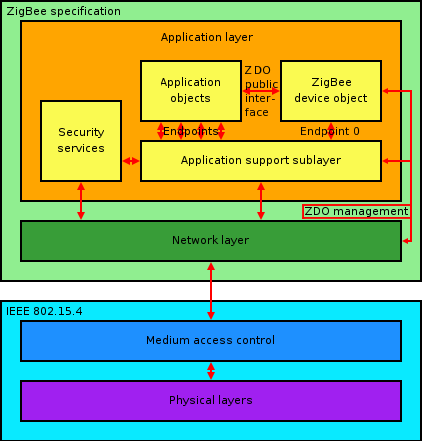 ZigBee specification
Application layer
Application
objects
ZDO
public
inter-
face
ZigBee
device object
Security
services
Endpoints
Endpoint 0
Application support sublayer
ZDO management
Network layer
IEEE 802.15.4
Medium access control
Physical layers